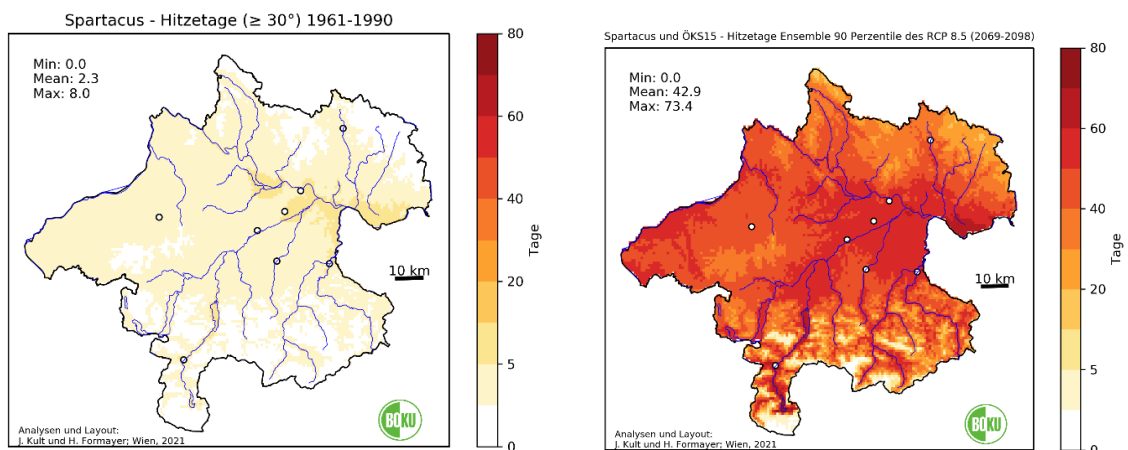 Spartacus - Hitzetage (≥ 30°) 1961-1990
Min: 0.0
Mean: 2.3
Max: 8.0
10 km
Analysen und Layout:
J. Kult und H. Formayer; Wien, 2021
BOKU
80
60
40
20
5
0
Tage
Spartacus und ÖKS15 - Hitzetage Ensemble 90 Perzentile des RCP 8.5 (2069-2098)
Min: 0.0
Mean: 42.9
Max: 73.4
10 km
Analysen und Layout:
J. Kult und H. Formayer; Wien, 2021
BOKU
80
60
40
20
5
0
Tage